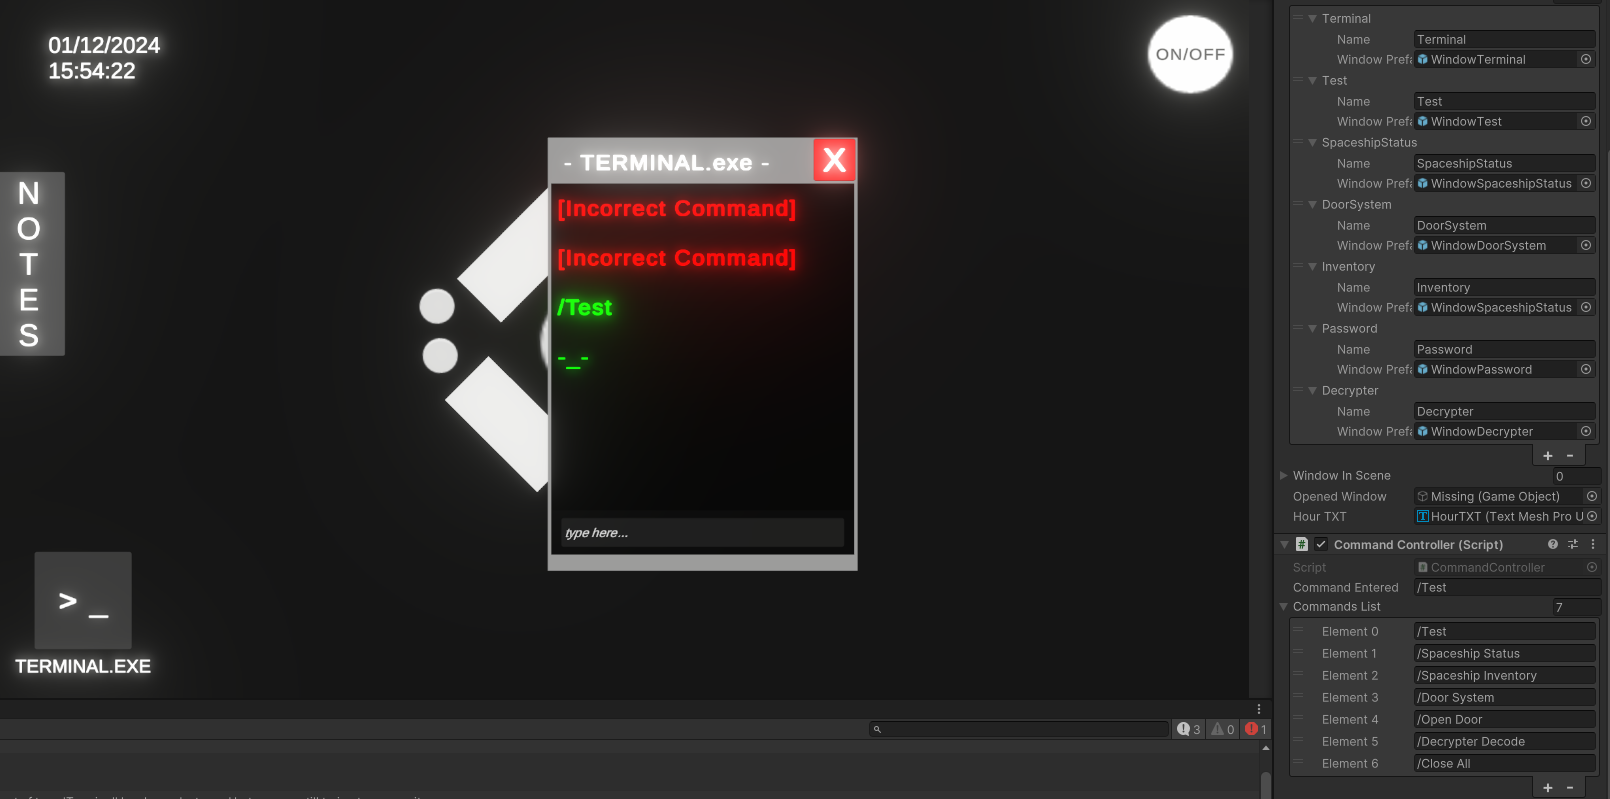 01/12/2024
15:54:22
ON/OFF
N
O
T
E
S
- TERMINAL.exe -
X
[Incorrect Command]
[Incorrect Command]
/Test
-_-
type here...
> _
TERMINAL.EXE
3
0
1
Terminal
Name Terminal
Window Prefa WindowTerminal
Test
Name Test
Window Prefa WindowTest
SpaceshipStatus
Name SpaceshipStatus
Window Prefa WindowSpaceshipStatus
DoorSystem
Name DoorSystem
Window Prefa WindowDoorSystem
Inventory
Name Inventory
Window Prefa WindowSpaceshipStatus
Password
Name Password
Window Prefa WindowPassword
Decrypter
Name Decrypter
Window Prefa WindowDecrypter
+ -
Window In Scene 0
Opened Window Missing (Game Object)
Hour TXT HourTXT (Text Mesh Pro U
# Command Controller (Script)
Script CommandController
Command Entered /Test
Commands List 7
Element 0 /Test
Element 1 /Spaceship Status
Element 2 /Spaceship Inventory
Element 3 /Door System
Element 4 /Open Door
Element 5 /Decrypter Decode
Element 6 /Close All
+ -